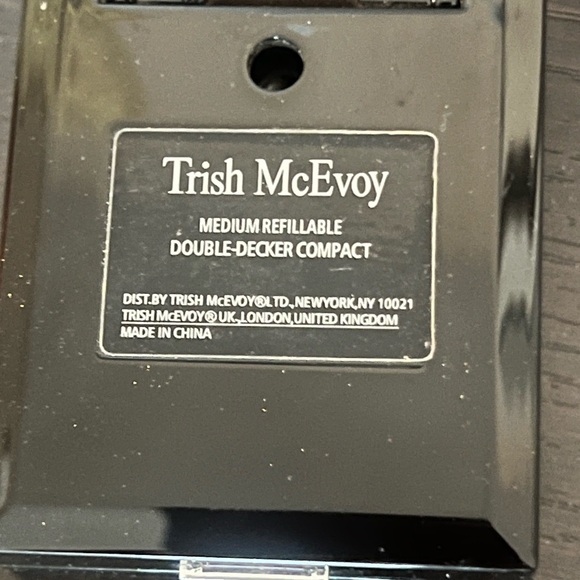 Trish McEvoy
MEDIUM REFILLABLE
DOUBLE-DECKER COMPACT
DIST.BY TRISH McEVOY®LTD.,NEWYORK,NY 10021
TRISH McEVOY® UK.,LONDON,UNITED KINGDOM
MADE IN CHINA